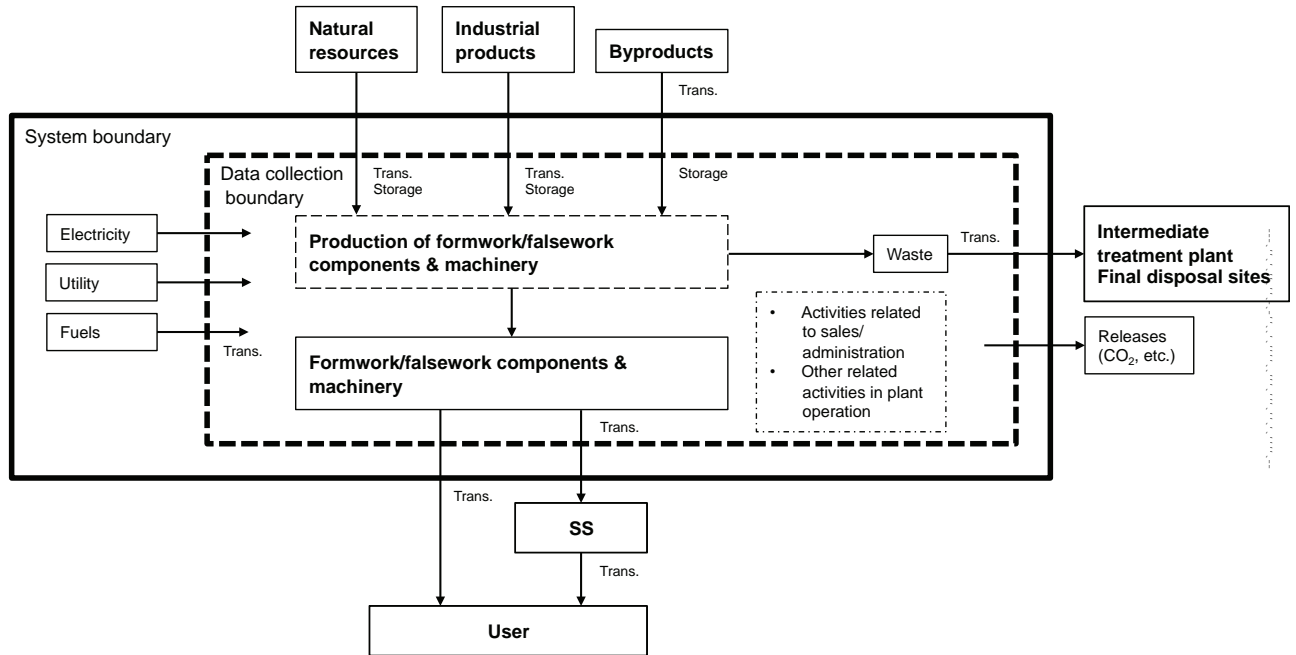 Natural
resources
Industrial
products
Byproducts
Trans.
System boundary
Data collection
boundary
Trans.
Storage
Trans.
Storage
Storage
Electricity
Utility
Fuels
Trans.
Production of formwork/falsework
components & machinery
Waste
Trans.
Intermediate
treatment plant
Final disposal sites
• Activities related
to sales/
administration
• Other related
activities in plant
operation
Releases
(CO₂, etc.)
Formwork/falsework components &
machinery
Trans.
Trans.
SS
Trans.
User